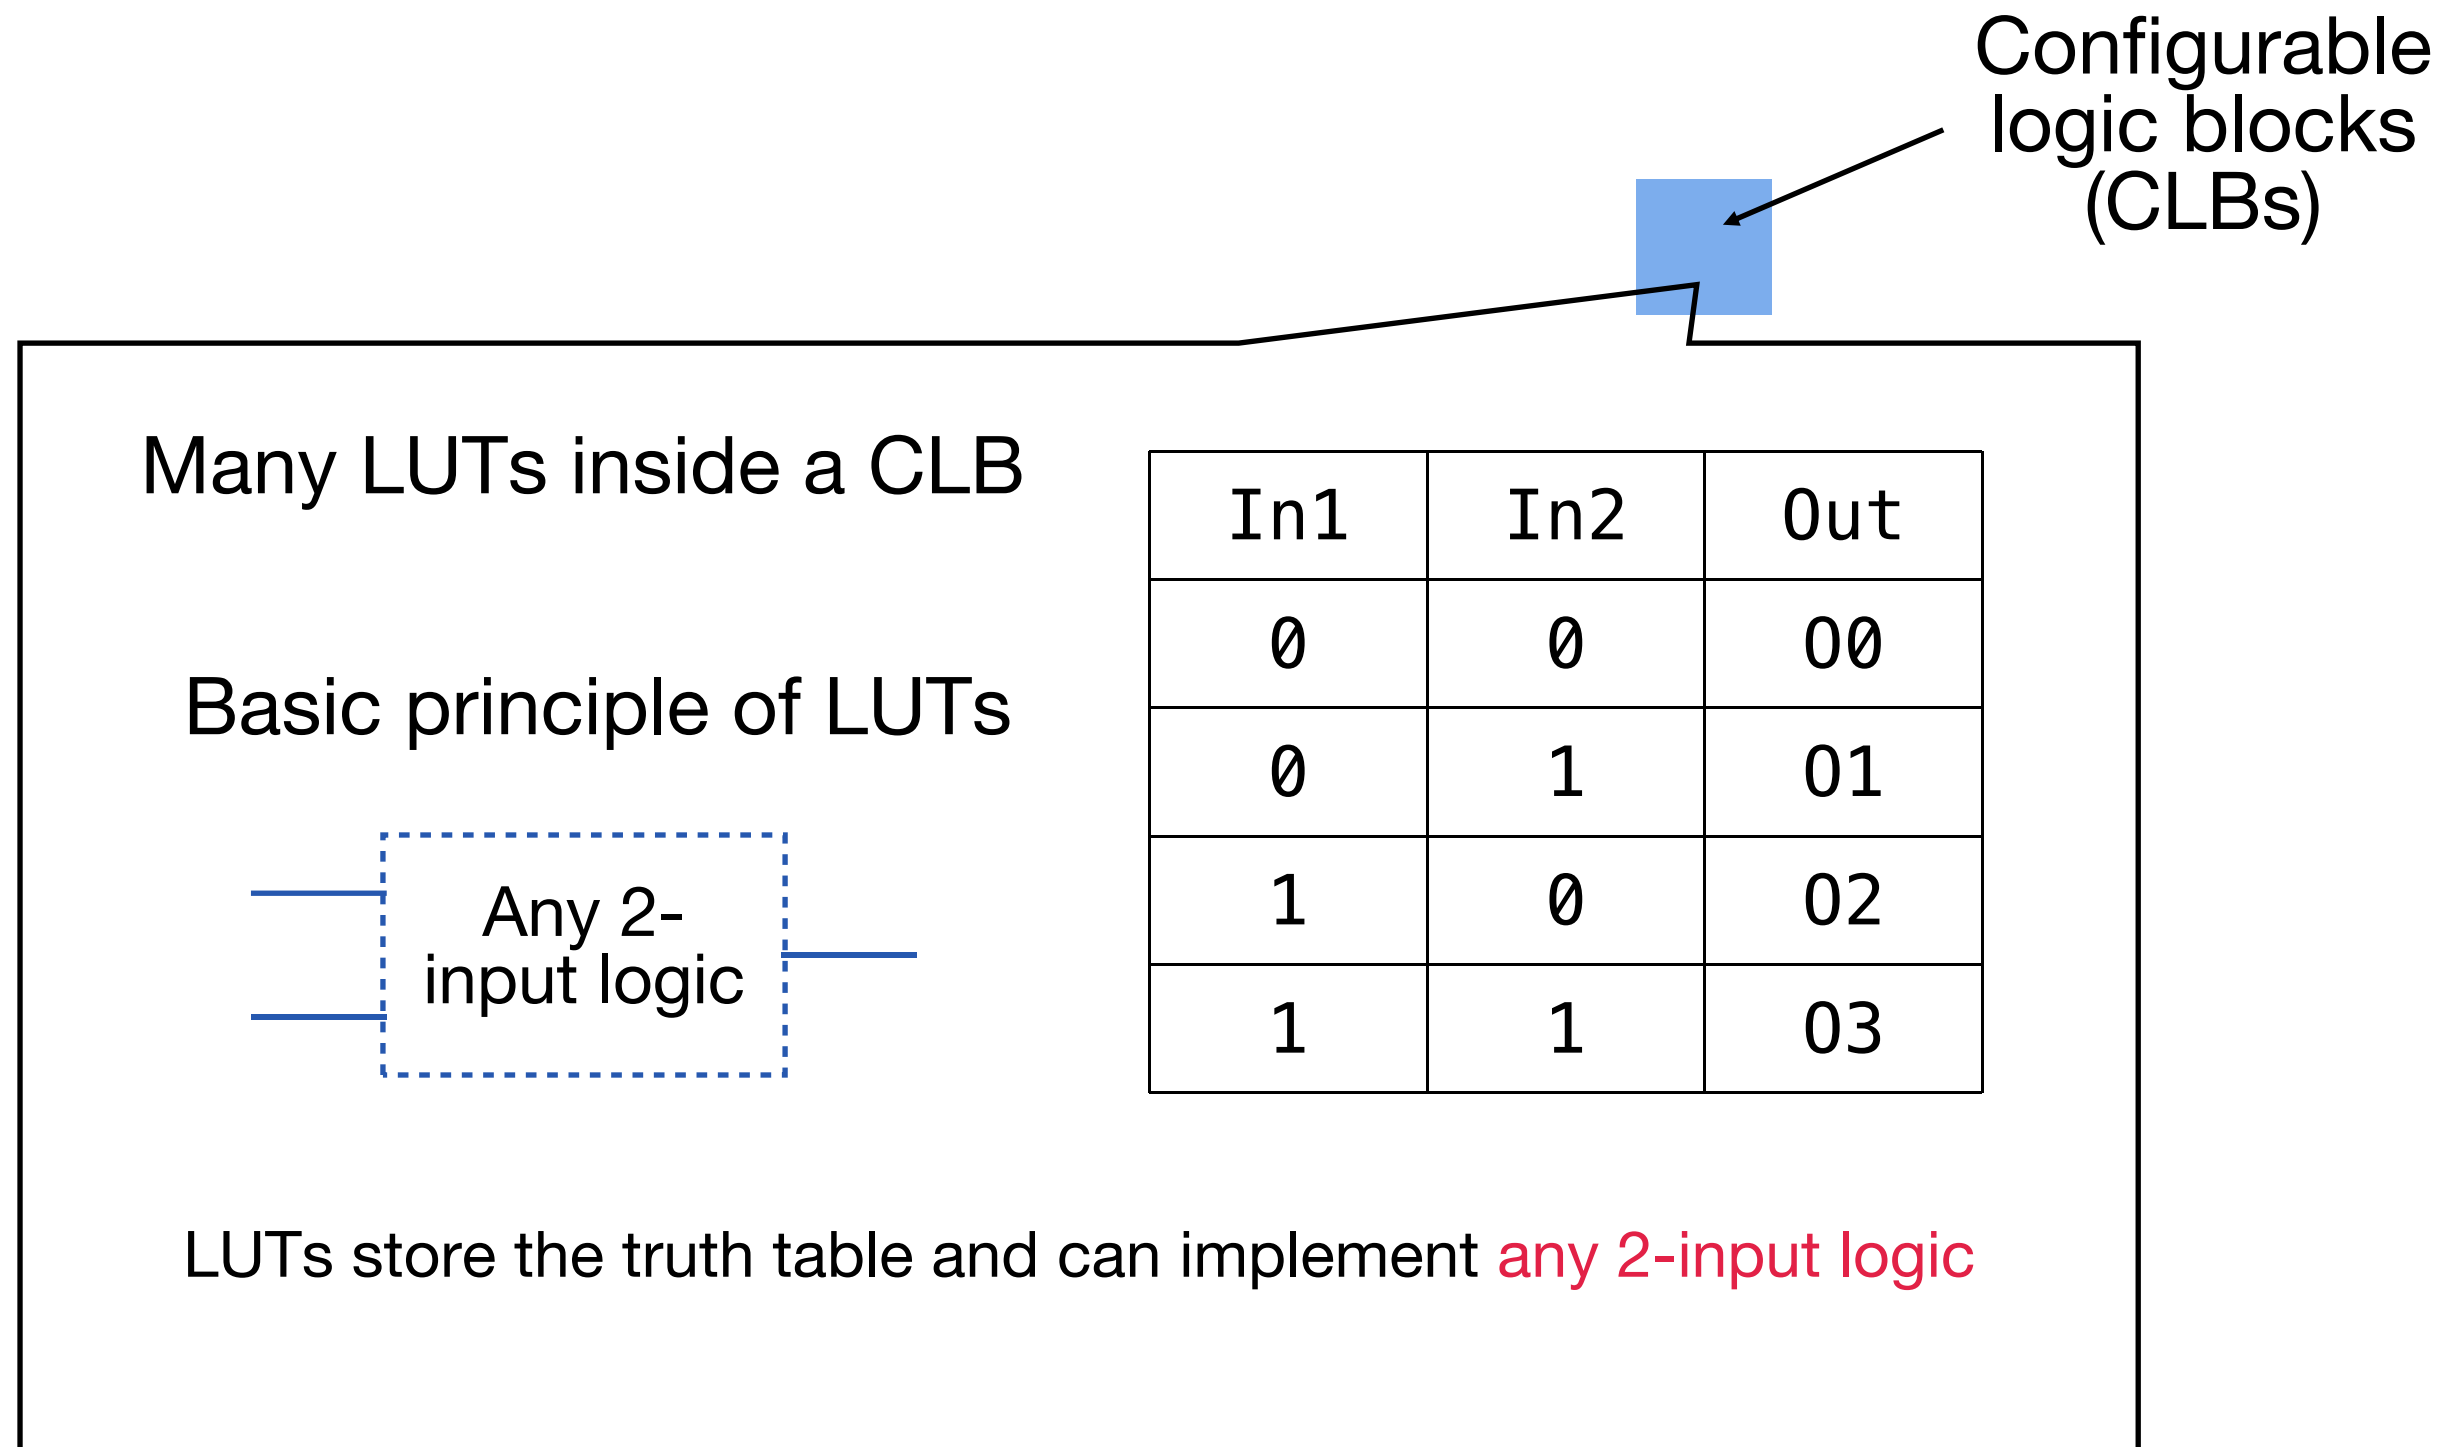 Configurable
logic blocks
(CLBs)
Many LUTs inside a CLB
Basic principle of LUTs
Any 2-
input logic
In1 In2 Out
0 0 O0
0 1 O1
1 0 O2
1 1 O3
LUTs store the truth table and can implement any 2-input logic